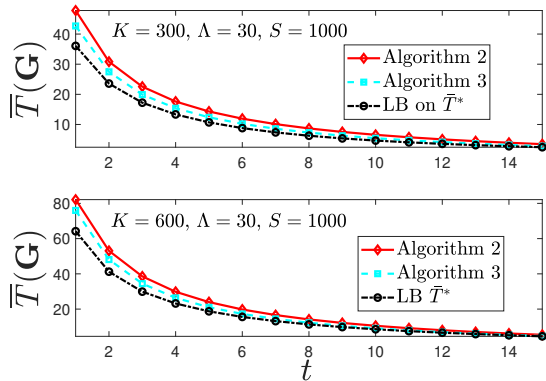 K = 300, Λ = 30, S = 1000
T̅(G)
40
30
20
10
Algorithm 2
Algorithm 3
LB on T̄*
2 4 6 8 10 12 14
K = 600, Λ = 30, S = 1000
T̅(G)
80
60
40
20
Algorithm 2
Algorithm 3
LB T̄*
2 4 6 8 10 12 14
t